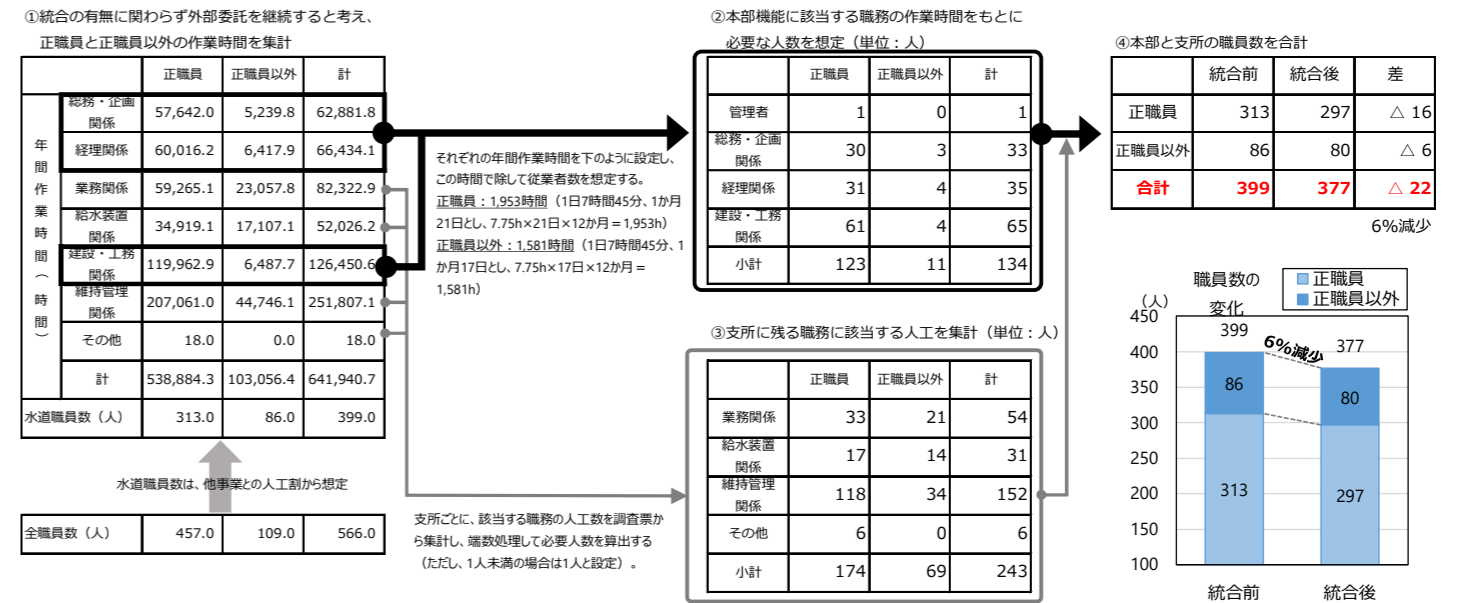 ①統合の有無に関わらず外部委託を継続すると考え、
正職員と正職員以外の作業時間を集計
正職員 正職員以外 計
年間作業時間（時間）
総務・企画
関係 57,642.0 5,239.8 62,881.8
経理関係 60,016.2 6,417.9 66,434.1
業務関係 59,265.1 23,057.8 82,322.9
給水装置
関係 34,919.1 17,107.1 52,026.2
建設・工務
関係 119,962.9 6,487.7 126,450.6
維持管理
関係 207,061.0 44,746.1 251,807.1
その他 18.0 0.0 18.0
計 538,884.3 103,056.4 641,940.7
水道職員数（人） 313.0 86.0 399.0
水道職員数は、他事業との人工割から想定
全職員数（人） 457.0 109.0 566.0
それぞれの年間作業時間を下のように設定し、
この時間で除して従業者数を想定する。
正職員：1,953時間（1日7時間45分、1か月
21日とし、7.75h×21日×12か月＝1,953h）
正職員以外：1,581時間（1日7時間45分、1
か月17日とし、7.75h×17日×12か月＝
1,581h）
支所ごとに、該当する職務の人工数を調査票か
ら集計し、端数処理して必要人数を算出する
（ただし、1人未満の場合は1人と設定）。
②本部機能に該当する職務の作業時間をもとに
必要な人数を想定（単位：人）
正職員 正職員以外 計
管理者 1 0 1
総務・企画
関係 30 3 33
経理関係 31 4 35
建設・工務
関係 61 4 65
小計 123 11 134
③支所に残る職務に該当する人工を集計（単位：人）
正職員 正職員以外 計
業務関係 33 21 54
給水装置
関係 17 14 31
維持管理
関係 118 34 152
その他 6 0 6
小計 174 69 243
④本部と支所の職員数を合計
統合前 統合後 差
正職員 313 297 △ 16
正職員以外 86 80 △ 6
合計 399 377 △ 22
6%減少
職員数の
変化
正職員
正職員以外
（人）
450
400
350
300
250
200
150
100
399
6%減少
377
86
80
313
297
統合前 統合後